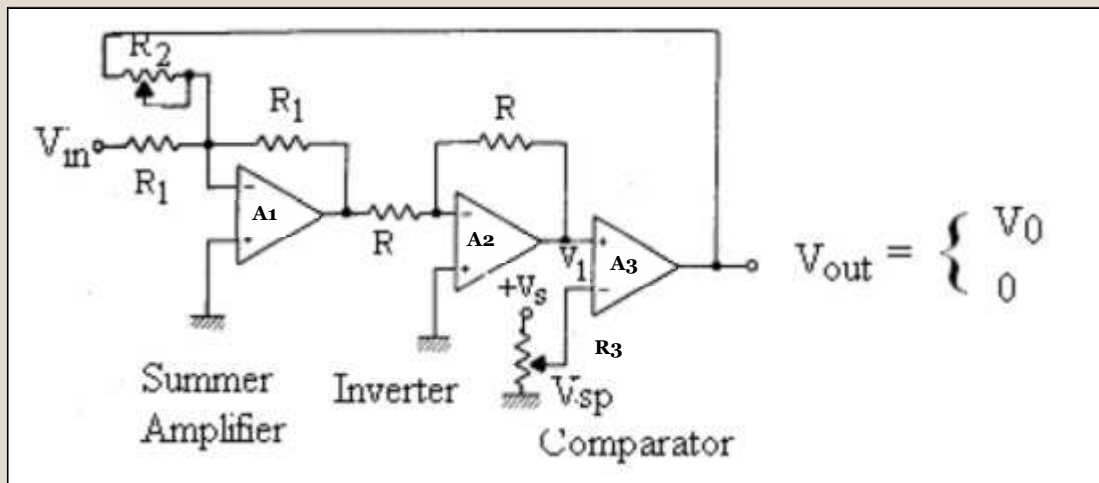 R2
R1
R
Vin
R1
A1
R
A2
V1
A3
Vout = { V0
0
+Vs
R3
Vsp
Summer
Amplifier
Inverter
Comparator